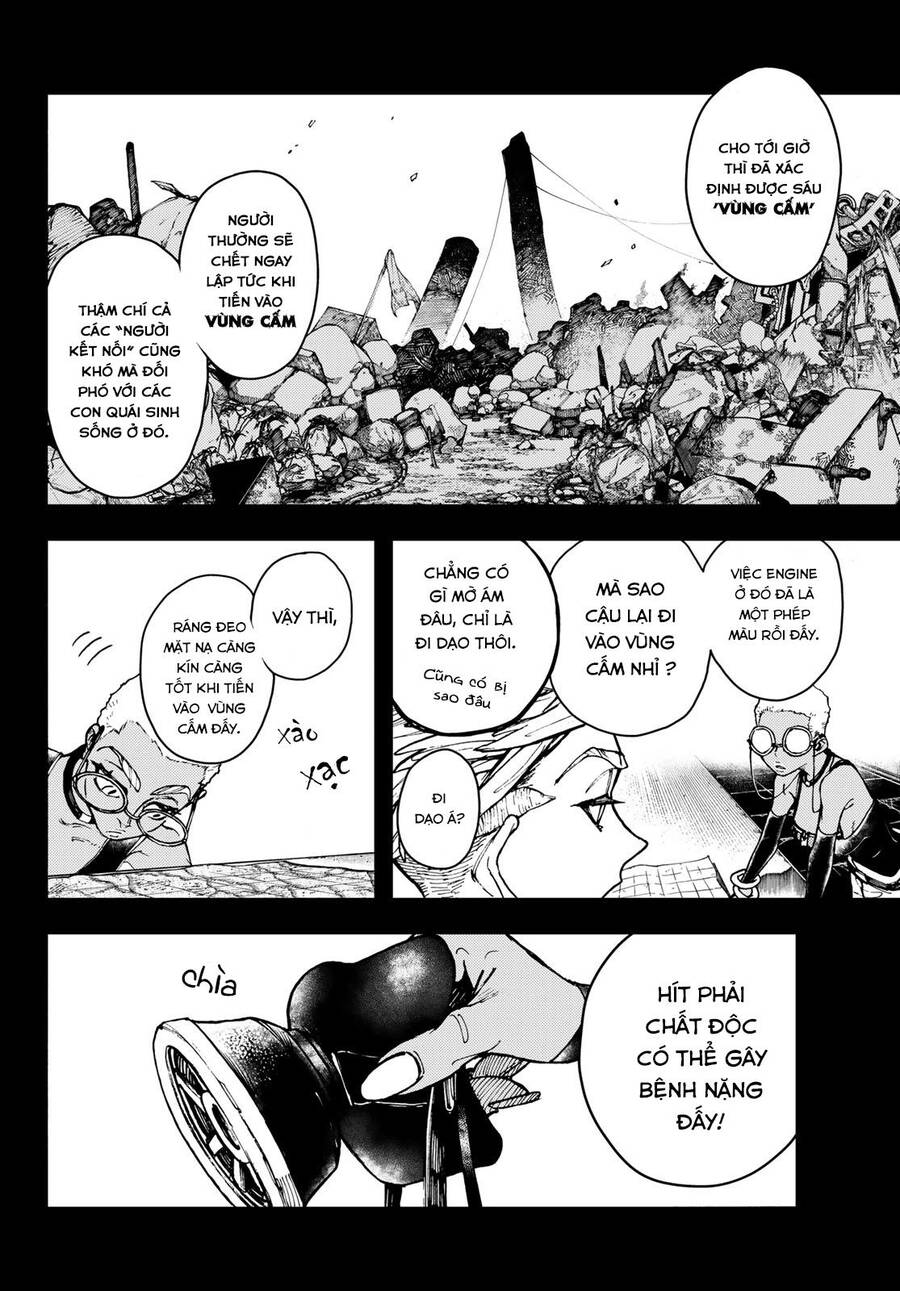 CHO TỚI GIỜ
THÌ ĐÃ XÁC
ĐỊNH ĐƯỢC SÁU
'VÙNG CẤM'
NGƯỜI
THƯỜNG SẼ
CHẾT NGAY
LẬP TỨC KHI
TIẾN VÀO
VÙNG CẤM
THẬM CHÍ CẢ
CÁC "NGƯỜI
KẾT NỐI" CŨNG
KHÓ MÀ ĐỐI
PHÓ VỚI CÁC
CON QUÁI SINH
SỐNG Ở ĐÓ.
VIỆC ENGINE
Ở ĐÓ ĐÃ LÀ
MỘT PHÉP
MÀU RỒI ĐẤY.
MÀ SAO
CẬU LẠI ĐI
VÀO VÙNG
CẤM NHỈ ?
CHẲNG CÓ
GÌ MỜ ÁM
ĐÂU, CHỈ LÀ
ĐI DẠO THÔI.
Cũng có bị
sao đâu
ĐI
DẠO Á?
VẬY THÌ,
RÁNG ĐEO
MẶT NẠ CÀNG
KÍN CÀNG
TỐT KHI TIẾN
VÀO VÙNG
CẤM ĐẤY.
xào
xạc
HÍT PHẢI
CHẤT ĐỘC
CÓ THỂ GÂY
BỆNH NẶNG
ĐẤY!
chìa